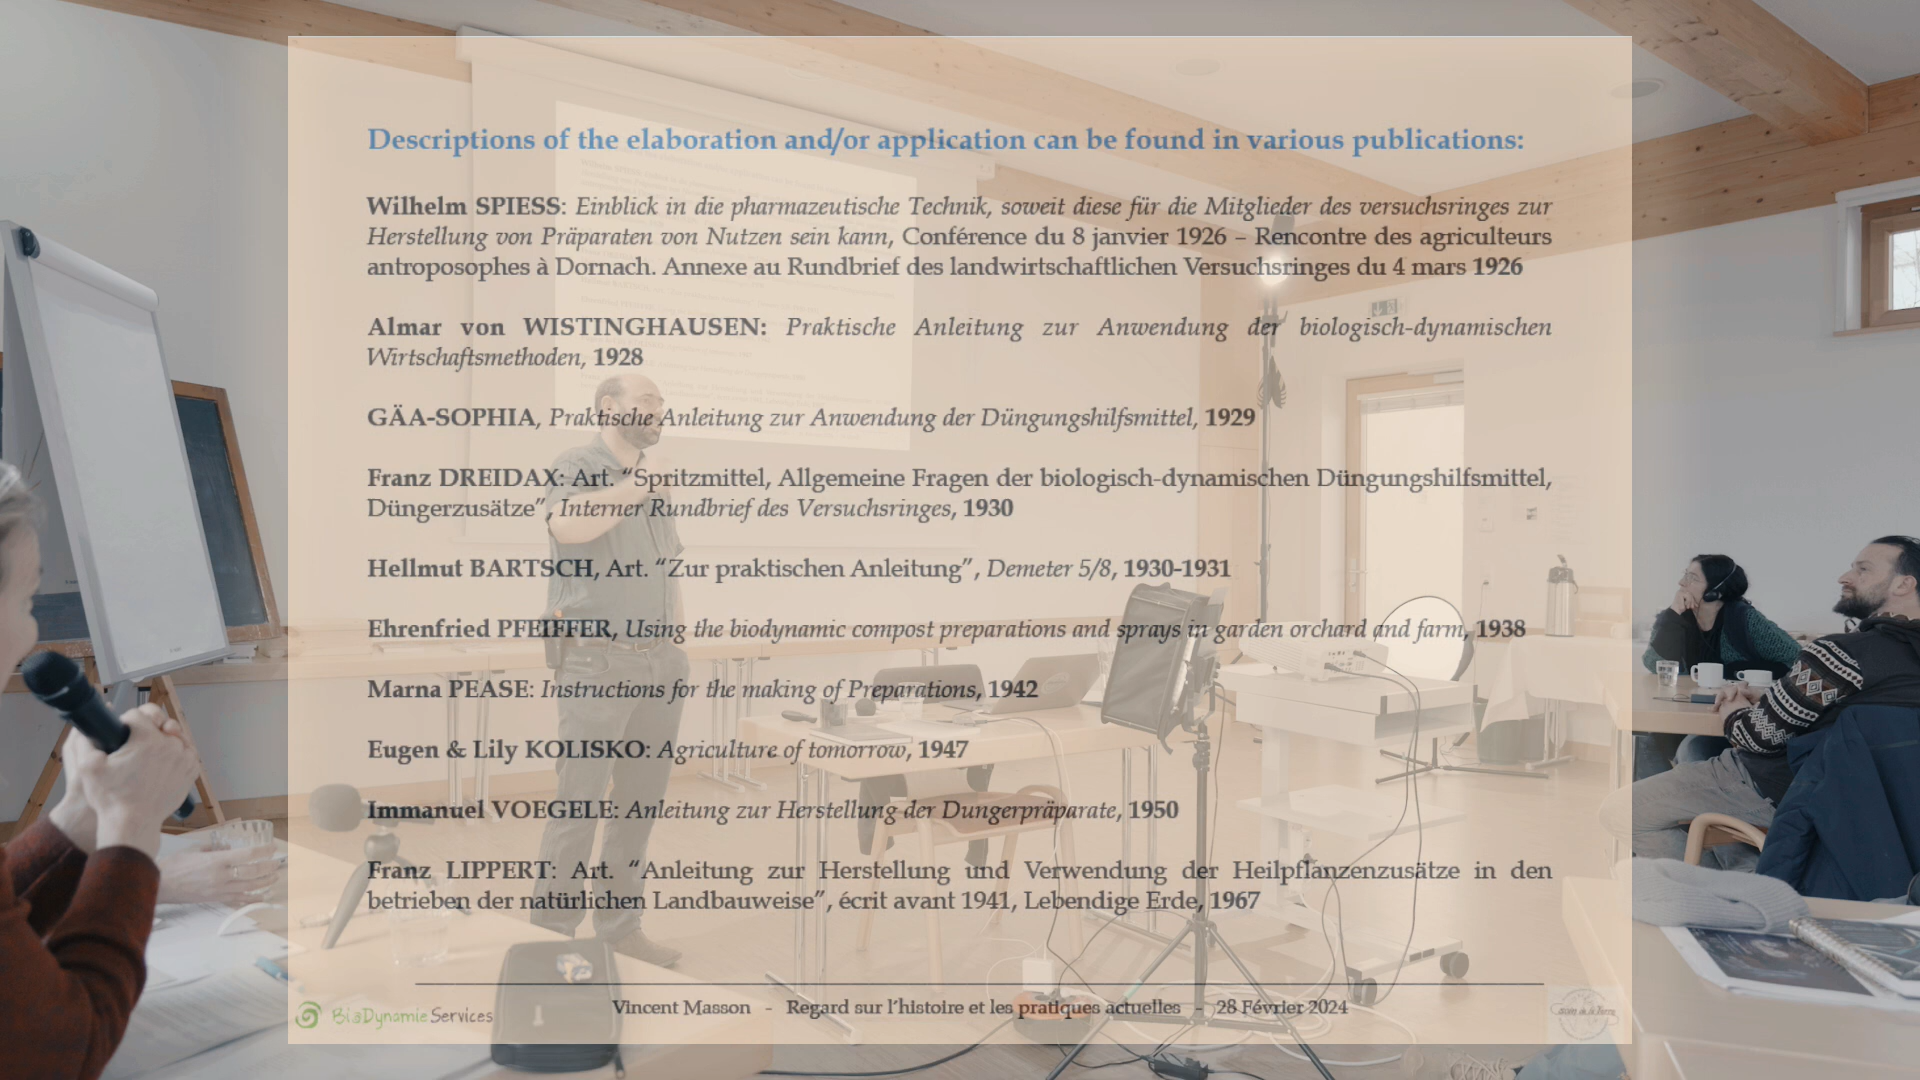 Descriptions of the elaboration and/or application can be found in various publications:
Wilhelm SPIESS: Einblick in die pharmazeutische Technik, soweit diese für die Mitglieder des versuchsringes zur
Herstellung von Präparaten von Nutzen sein kann, Conférence du 8 janvier 1926 – Rencontre des agriculteurs
antroposophes à Dornach. Annexe au Rundbrief des landwirtschaftlichen Versuchsringes du 4 mars 1926
Almar von WISTINGHAUSEN: Praktische Anleitung zur Anwendung der biologisch-dynamischen
Wirtschaftsmethoden, 1928
GÄA-SOPHIA, Praktische Anleitung zur Anwendung der Düngungshilfsmittel, 1929
Franz DREIDAX: Art. “Spritzmittel, Allgemeine Fragen der biologisch-dynamischen Düngungshilfsmittel,
Düngerzusätze”, Interner Rundbrief des Versuchsringes, 1930
Hellmut BARTSCH, Art. “Zur praktischen Anleitung”, Demeter 5/8, 1930-1931
Ehrenfried PFEIFFER, Using the biodynamic compost preparations and sprays in garden orchard and farm, 1938
Marna PEASE: Instructions for the making of Preparations, 1942
Eugen & Lily KOLISKO: Agriculture of tomorrow, 1947
Immanuel VOEGELE: Anleitung zur Herstellung der Dungerpräparate, 1950
Franz LIPPERT: Art. “Anleitung zur Herstellung und Verwendung der Heilpflanzenzusätze in den
betrieben der natürlichen Landbauweise”, écrit avant 1941, Lebendige Erde, 1967
BioDynamie Services
Vincent Masson - Regard sur l’histoire et les pratiques actuelles - 28 Février 2024